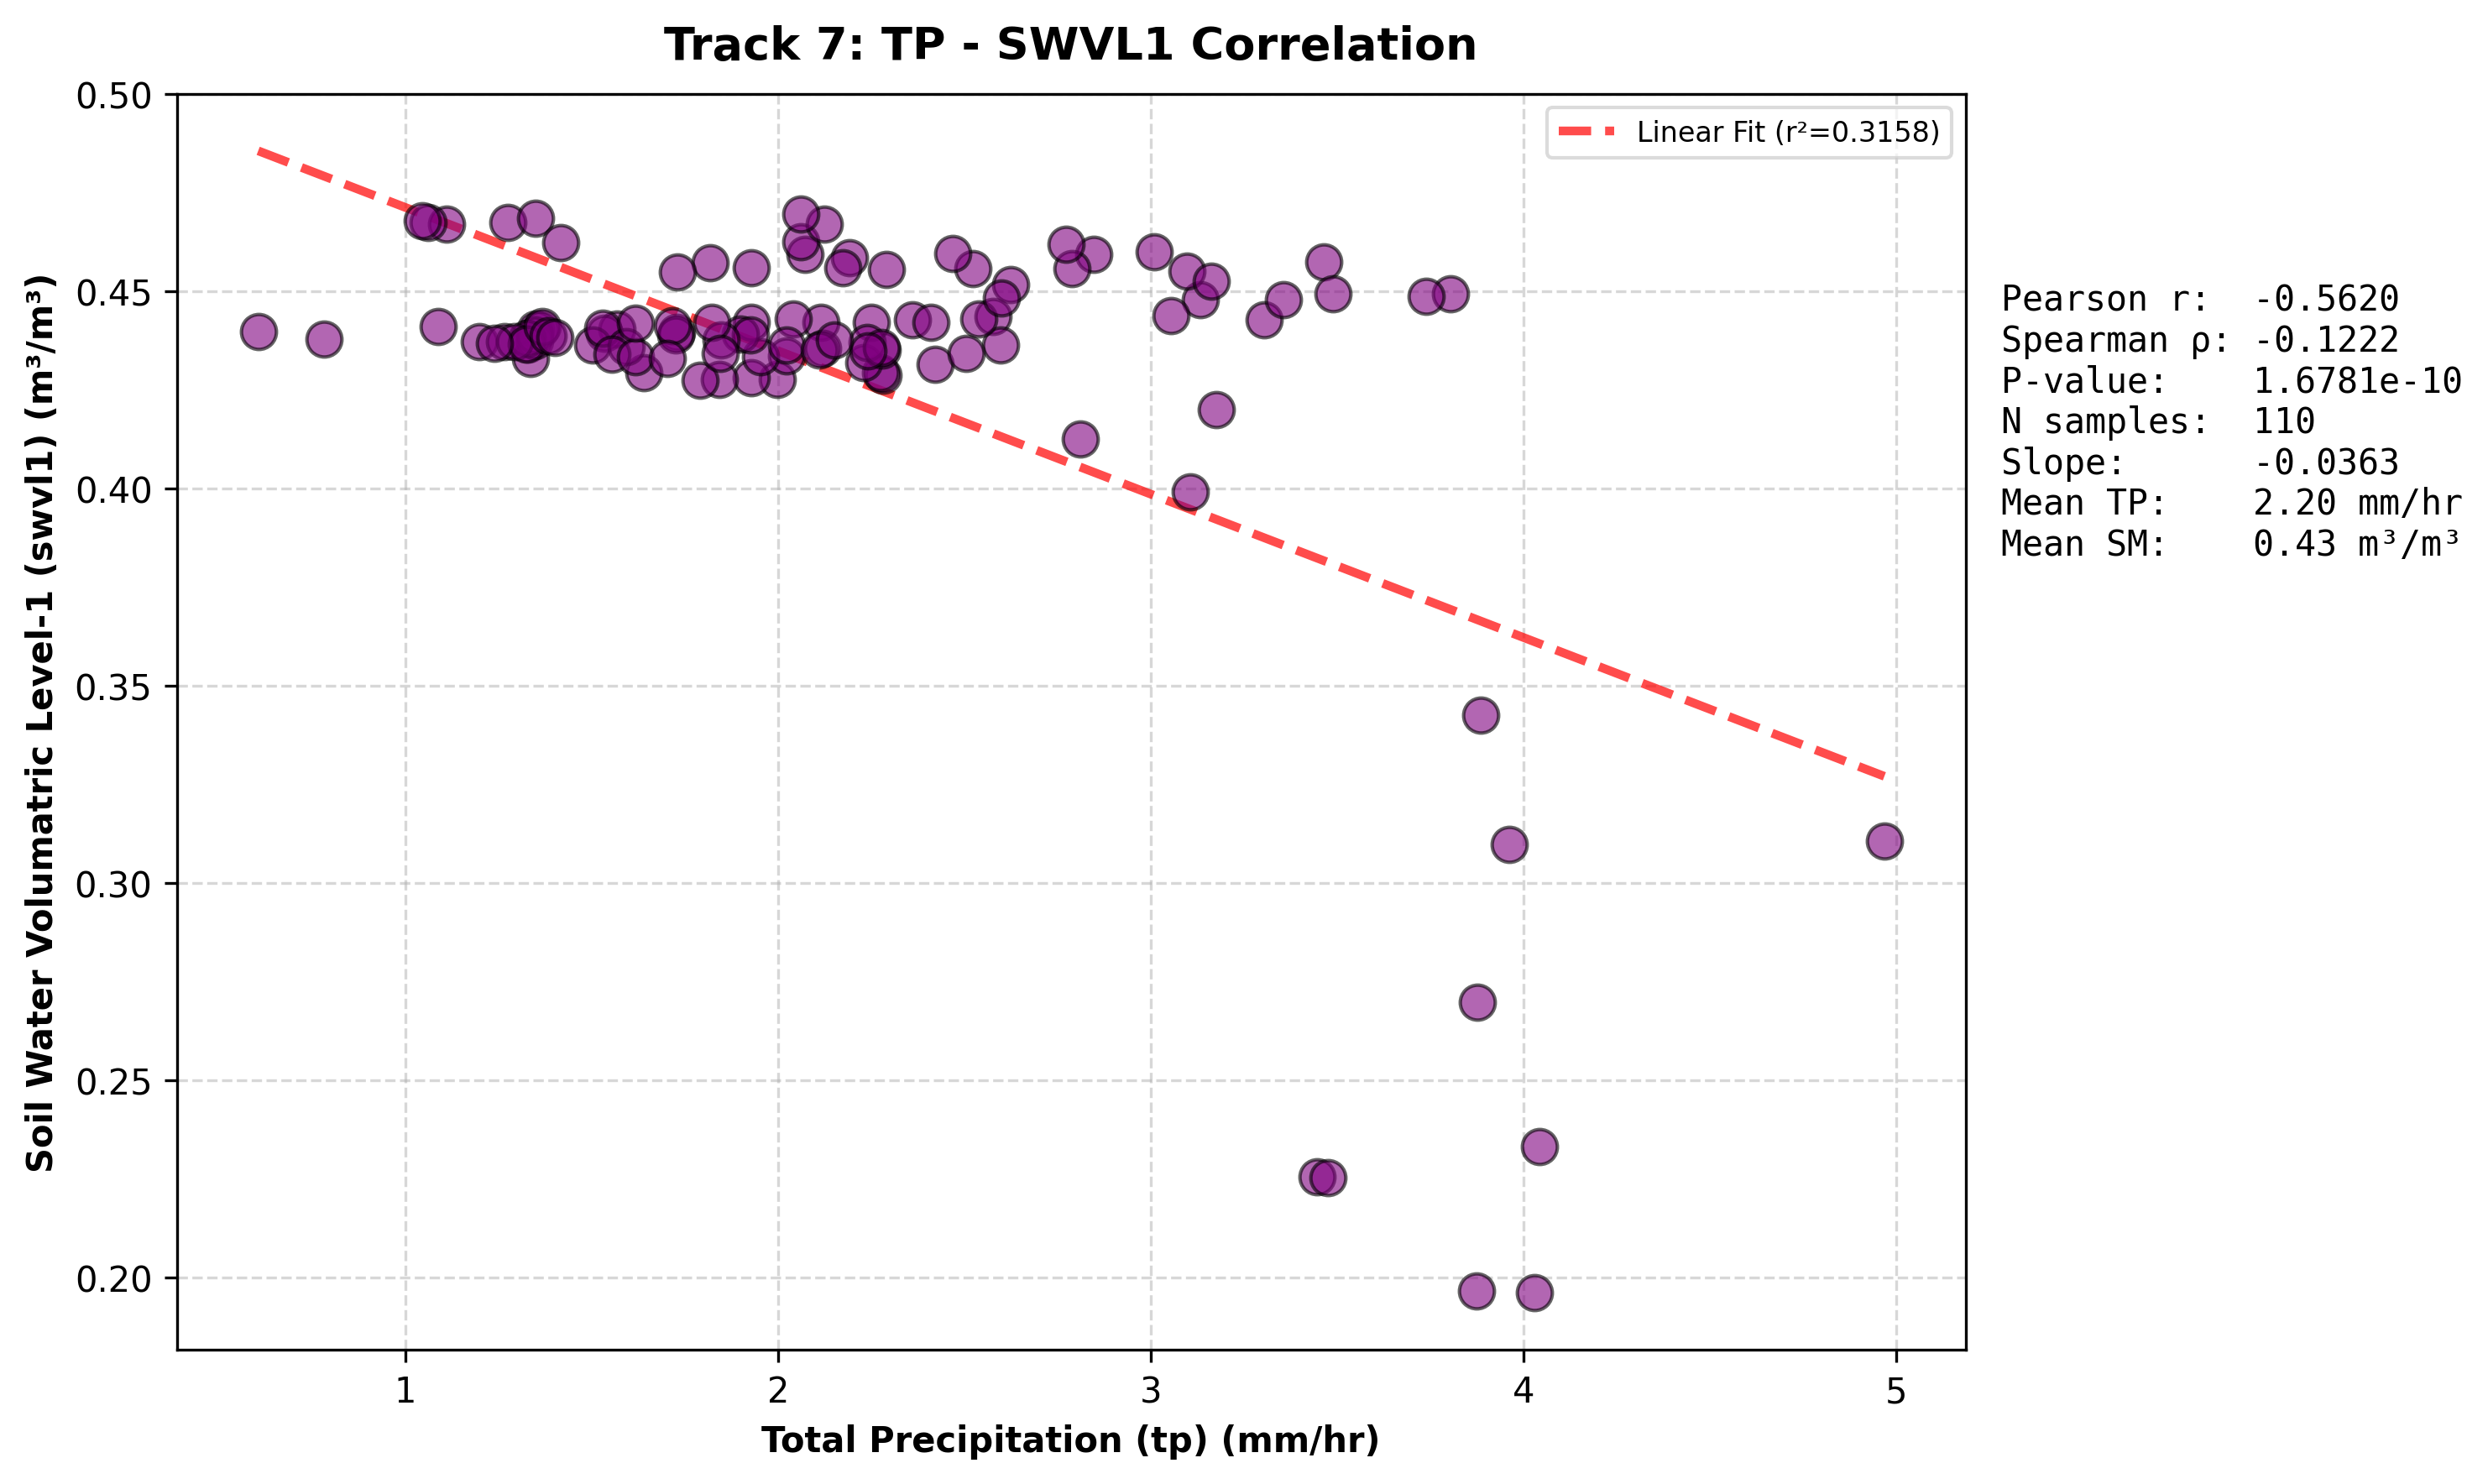 Track 7: TP - SWVL1 Correlation
Soil Water Volumatric Level-1 (swvl1) (m³/m³)
0.50
0.45
0.40
0.35
0.30
0.25
0.20
Linear Fit (r²=0.3158)
1
2
3
4
5
Total Precipitation (tp) (mm/hr)
Pearson r: -0.5620
Spearman ρ: -0.1222
P-value: 1.6781e-10
N samples: 110
Slope: -0.0363
Mean TP: 2.20 mm/hr
Mean SM: 0.43 m³/m³